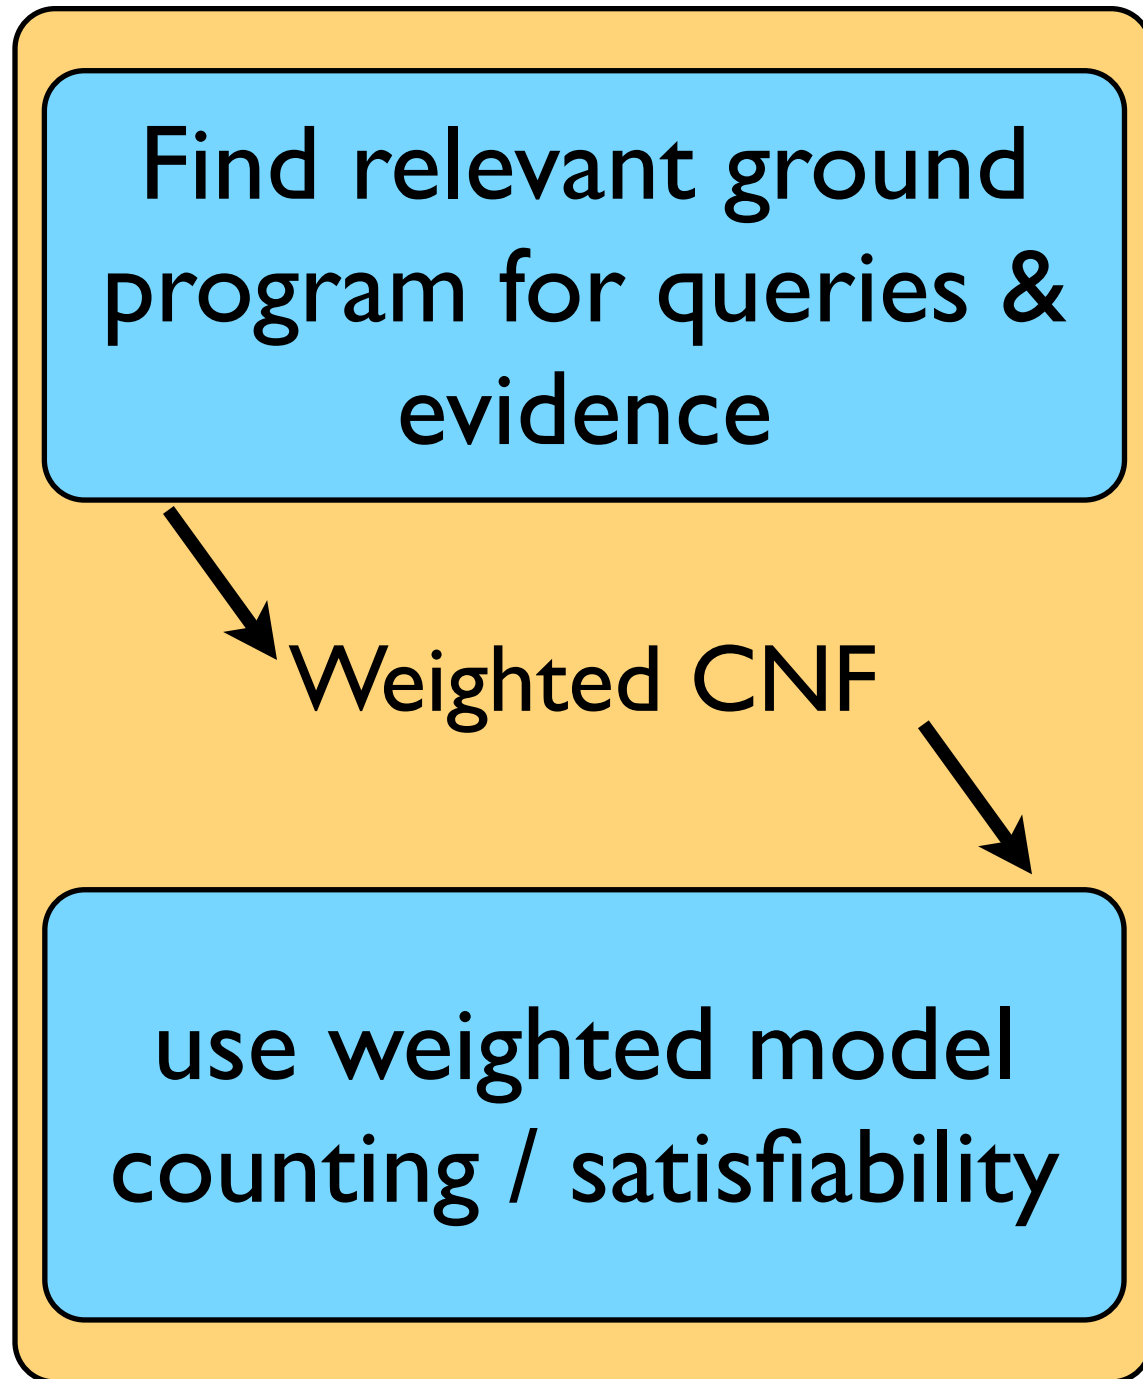 Find relevant ground
program for queries &
evidence
Weighted CNF
use weighted model
counting / satisfiability